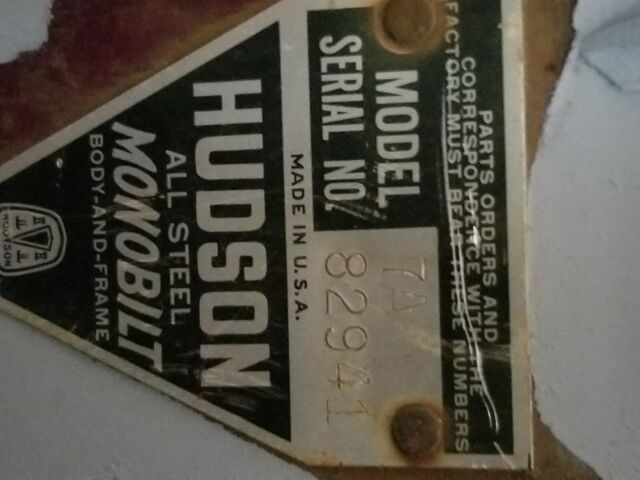 PARTS ORDERS AND
CORRESPONDENCE WITH THE
FACTORY MUST BEAR THESE NUMBERS
MODEL 7A
SERIAL NO. 82941
MADE IN U.S.A.
HUDSON
ALL STEEL
MONOBILT
BODY-AND-FRAME
HUDSON